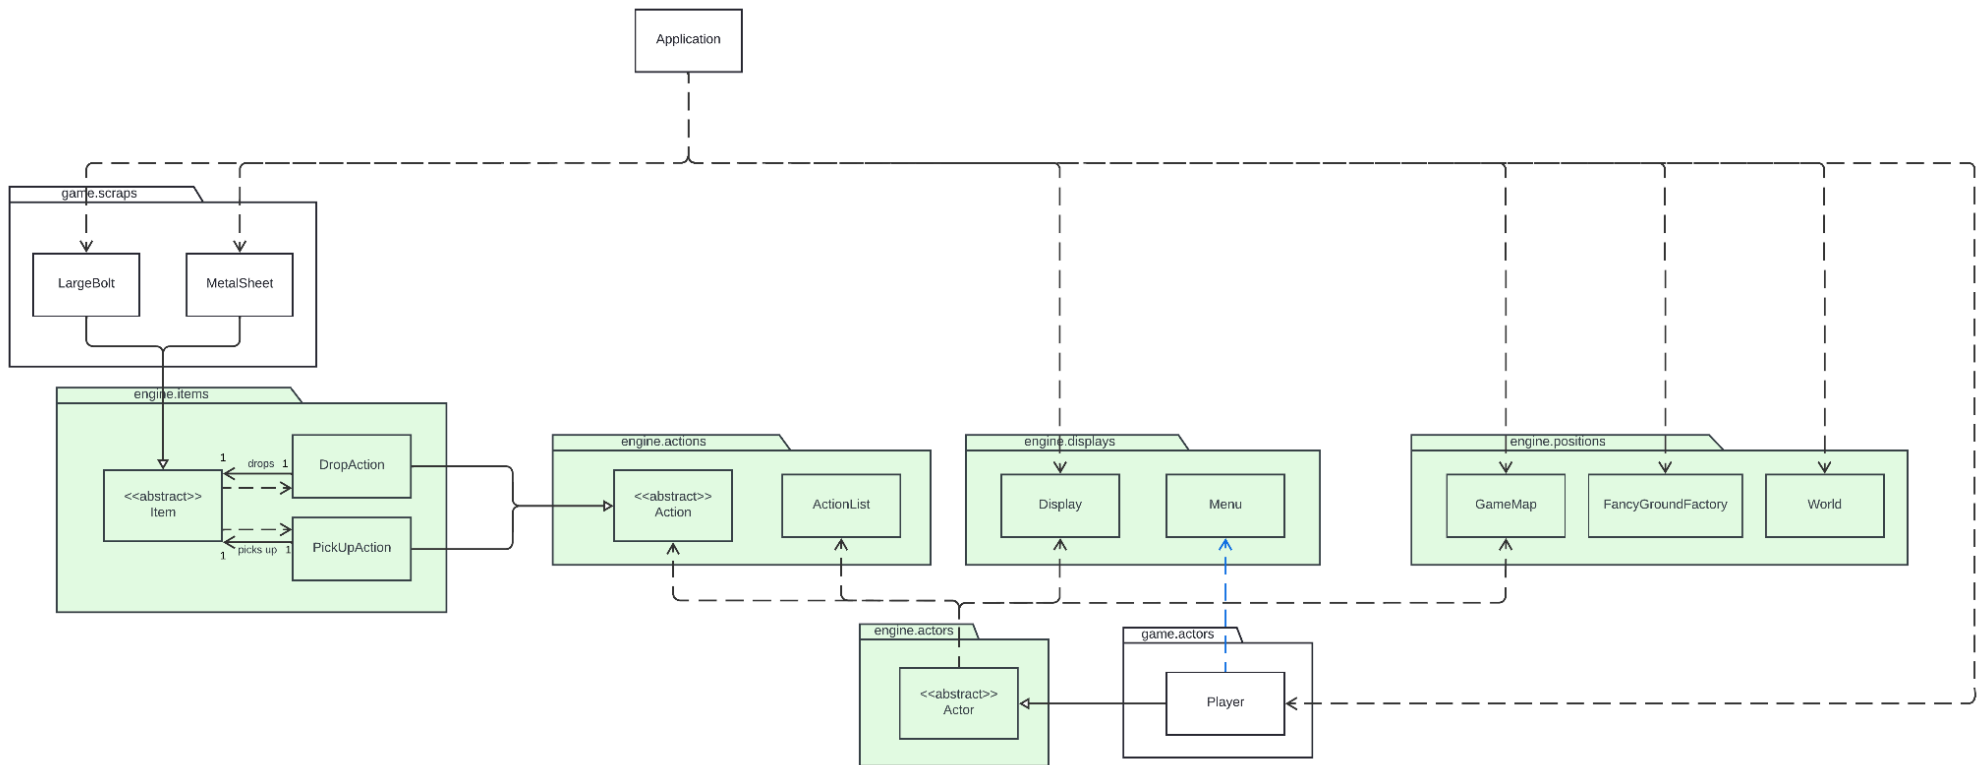 Application
game.scraps
LargeBolt
MetalSheet
engine.items
<<abstract>>
Item
1
drops
1
DropAction
1
picks up
1
PickUpAction
engine.actions
<<abstract>>
Action
ActionList
engine.displays
Display
Menu
engine.positions
GameMap
FancyGroundFactory
World
engine.actors
<<abstract>>
Actor
game.actors
Player